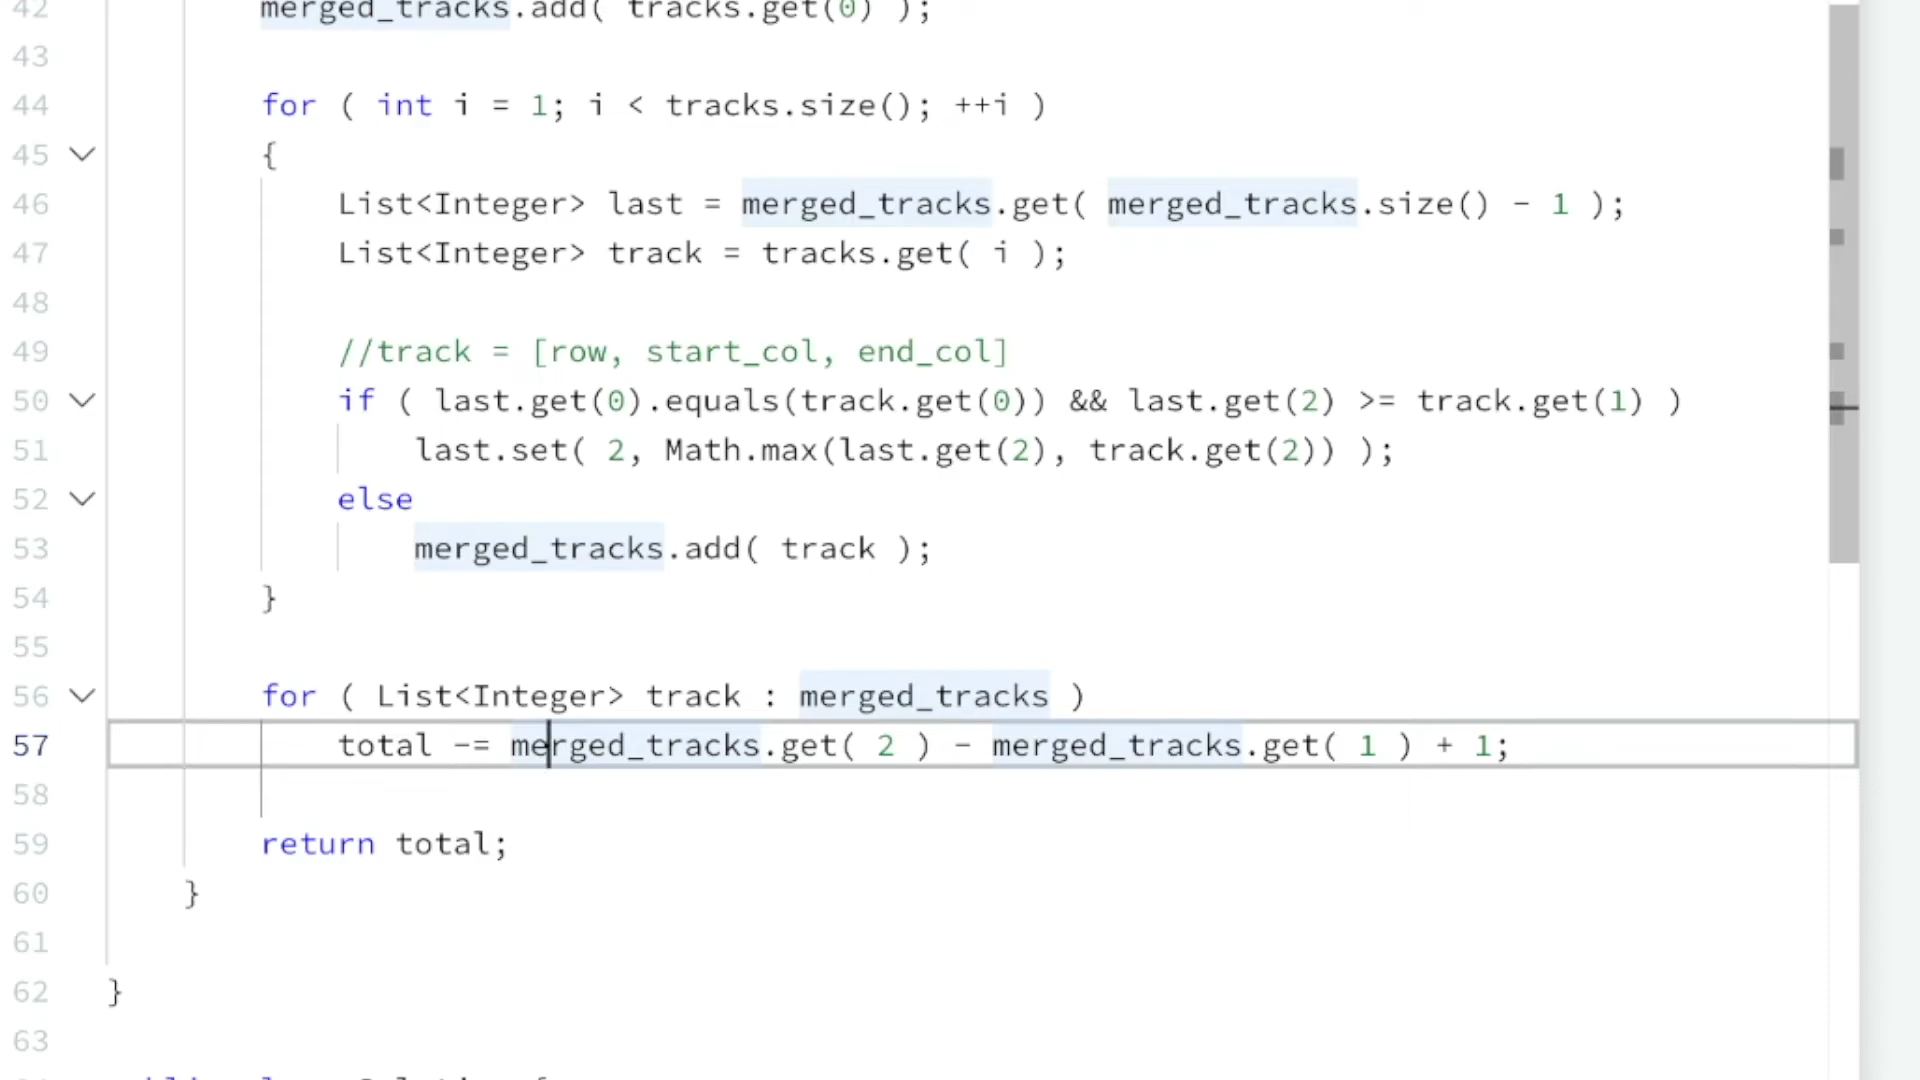 42 merged_tracks.add( tracks.get(0) );
43
44 for ( int i = 1; i < tracks.size(); ++i )
45 {
46 List<Integer> last = merged_tracks.get( merged_tracks.size() - 1 );
47 List<Integer> track = tracks.get( i );
48
49 //track = [row, start_col, end_col]
50 if ( last.get(0).equals(track.get(0)) && last.get(2) >= track.get(1) )
51 last.set( 2, Math.max(last.get(2), track.get(2)) );
52 else
53 merged_tracks.add( track );
54 }
55
56 for ( List<Integer> track : merged_tracks )
57 total -= merged_tracks.get( 2 ) - merged_tracks.get( 1 ) + 1;
58
59 return total;
60 }
61
62 }
63